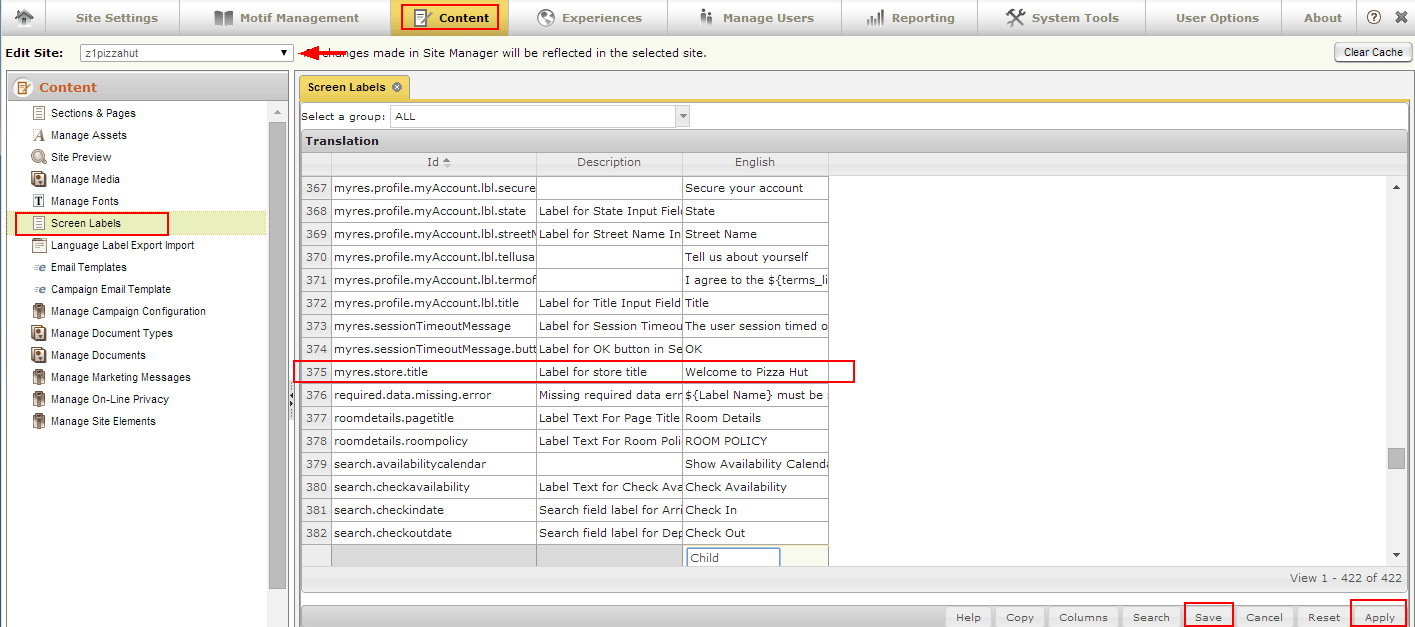 Site Settings Motif Management Content Experiences Manage Users Reporting System Tools User Options About
Edit Site: z1pizzahut changes made in Site Manager will be reflected in the selected site. Clear Cache
Content
Sections & Pages
Manage Assets
Site Preview
Manage Media
Manage Fonts
Screen Labels
Language Label Export Import
Email Templates
Campaign Email Template
Manage Campaign Configuration
Manage Document Types
Manage Documents
Manage Marketing Messages
Manage On-Line Privacy
Manage Site Elements
Screen Labels
Select a group: ALL
Translation
Id Description English
367 myres.profile.myAccount.lbl.secure Secure your account
368 myres.profile.myAccount.lbl.state Label for State Input Fiel State
369 myres.profile.myAccount.lbl.streetN Label for Street Name In Street Name
370 myres.profile.myAccount.lbl.tellusa Tell us about yourself
371 myres.profile.myAccount.lbl.termof I agree to the ${terms_li
372 myres.profile.myAccount.lbl.title Label for Title Input Field Title
373 myres.sessionTimeoutMessage Label for Session Timeou The user session timed o
374 myres.sessionTimeoutMessage.butt Label for OK button in Se OK
375 myres.store.title Label for store title Welcome to Pizza Hut
376 required.data.missing.error Missing required data err ${Label Name} must be
377 roomdetails.pagetitle Label Text For Page Title Room Details
378 roomdetails.roompolicy Label Text For Room Poli ROOM POLICY
379 search.availabilitycalendar Show Availability Calenda
380 search.checkavailability Label Text for Check Ava Check Availability
381 search.checkindate Search field label for Arri Check In
382 search.checkoutdate Search field label for Dep Check Out
Child
View 1 - 422 of 422
Help Copy Columns Search Save Cancel Reset Apply